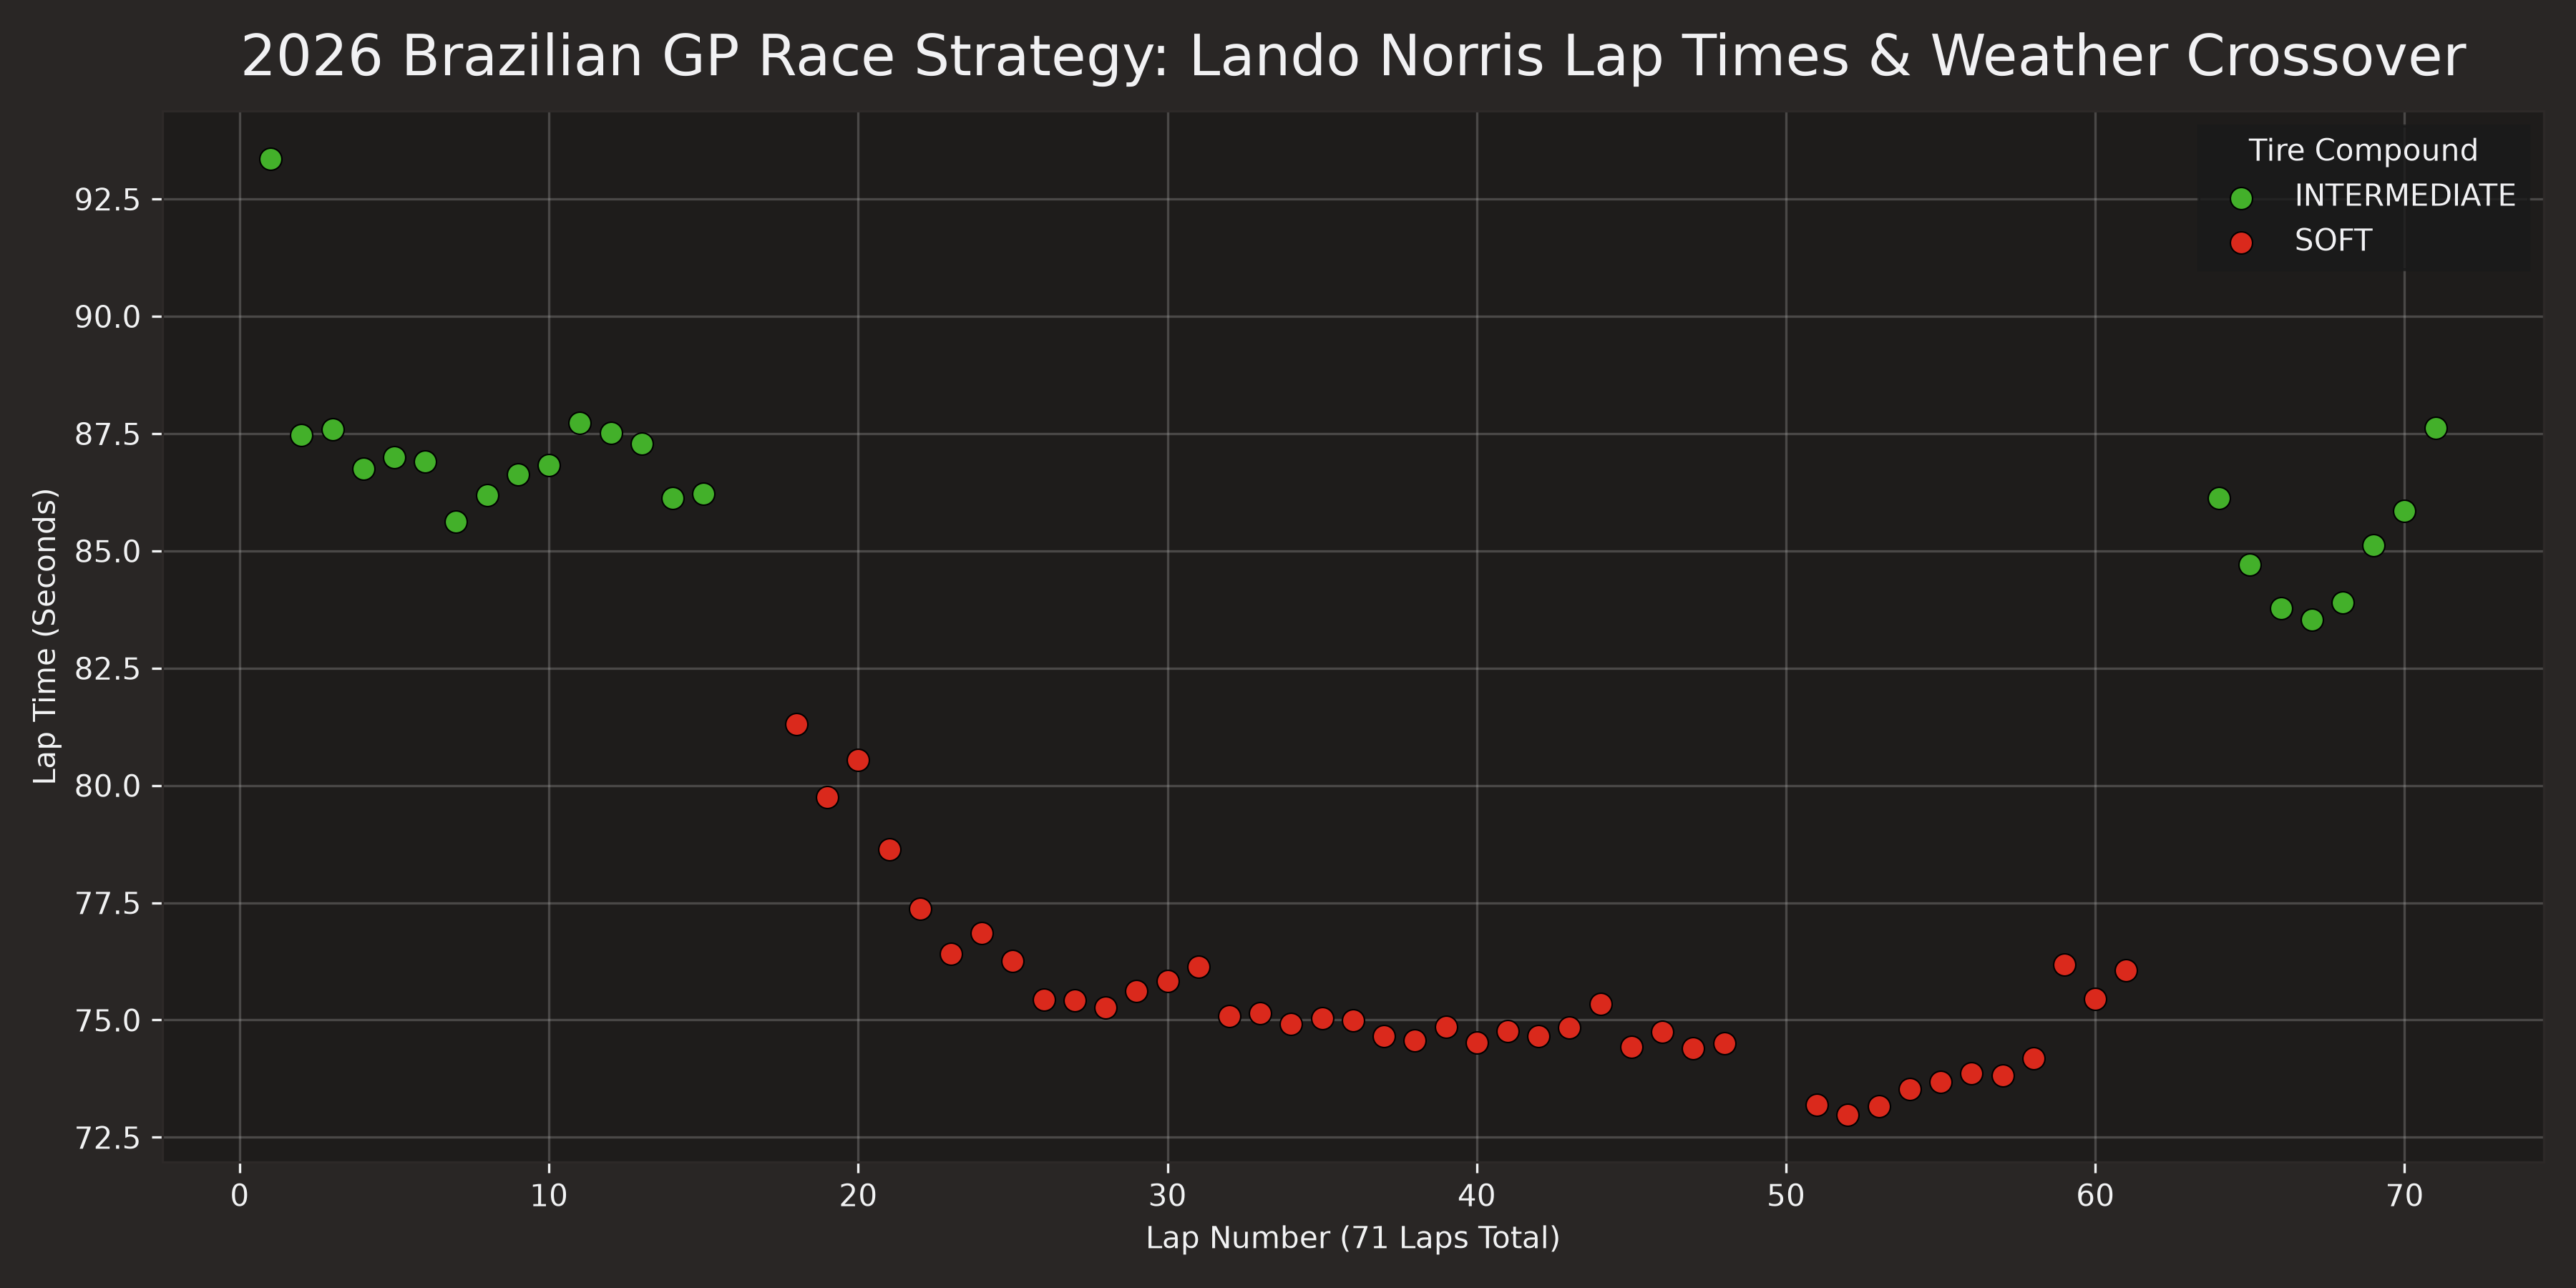 2026 Brazilian GP Race Strategy: Lando Norris Lap Times & Weather Crossover
Tire Compound
INTERMEDIATE
SOFT
Lap Time (Seconds)
92.5
90.0
87.5
85.0
82.5
80.0
77.5
75.0
72.5
0 10 20 30 40 50 60 70
Lap Number (71 Laps Total)